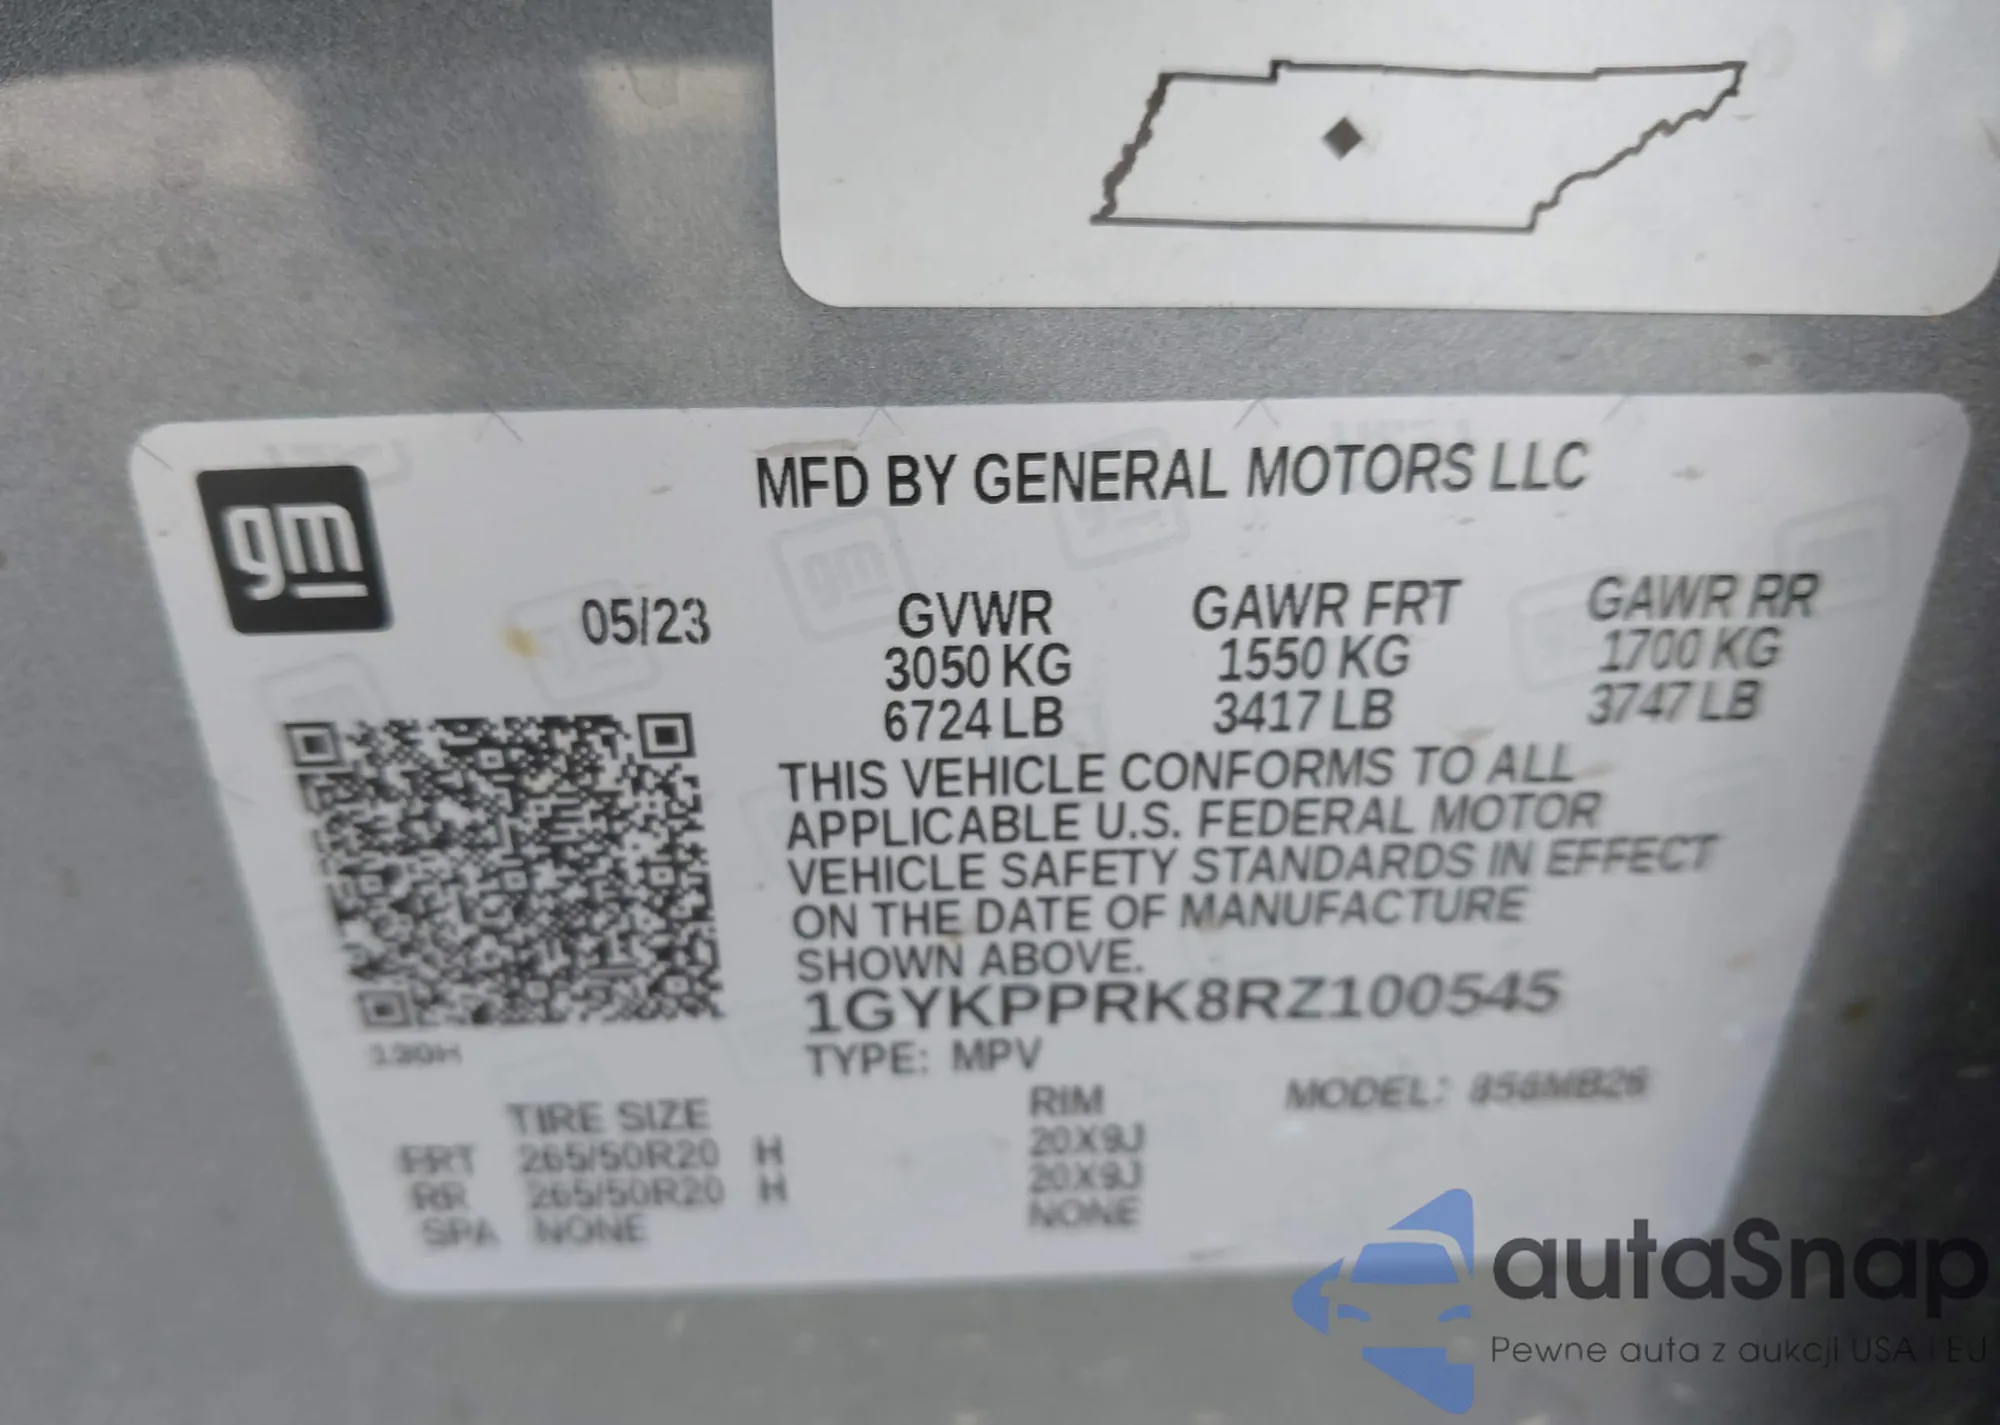 gm
MFD BY GENERAL MOTORS LLC
05/23 GVWR GAWR FRT GAWR RR
3050 KG 1550 KG 1700 KG
6724 LB 3417 LB 3747 LB
THIS VEHICLE CONFORMS TO ALL
APPLICABLE U.S. FEDERAL MOTOR
VEHICLE SAFETY STANDARDS IN EFFECT
ON THE DATE OF MANUFACTURE
SHOWN ABOVE.
1GYKPPRK8RZ100545
TYPE: MPV
MODEL:
TIRE SIZE RIM
FRT 265/50R20 H 20X9J
RR 265/50R20 H 20X9J
SPA NONE NONE
autaSnap
Pewne auta z aukcji USA i EU